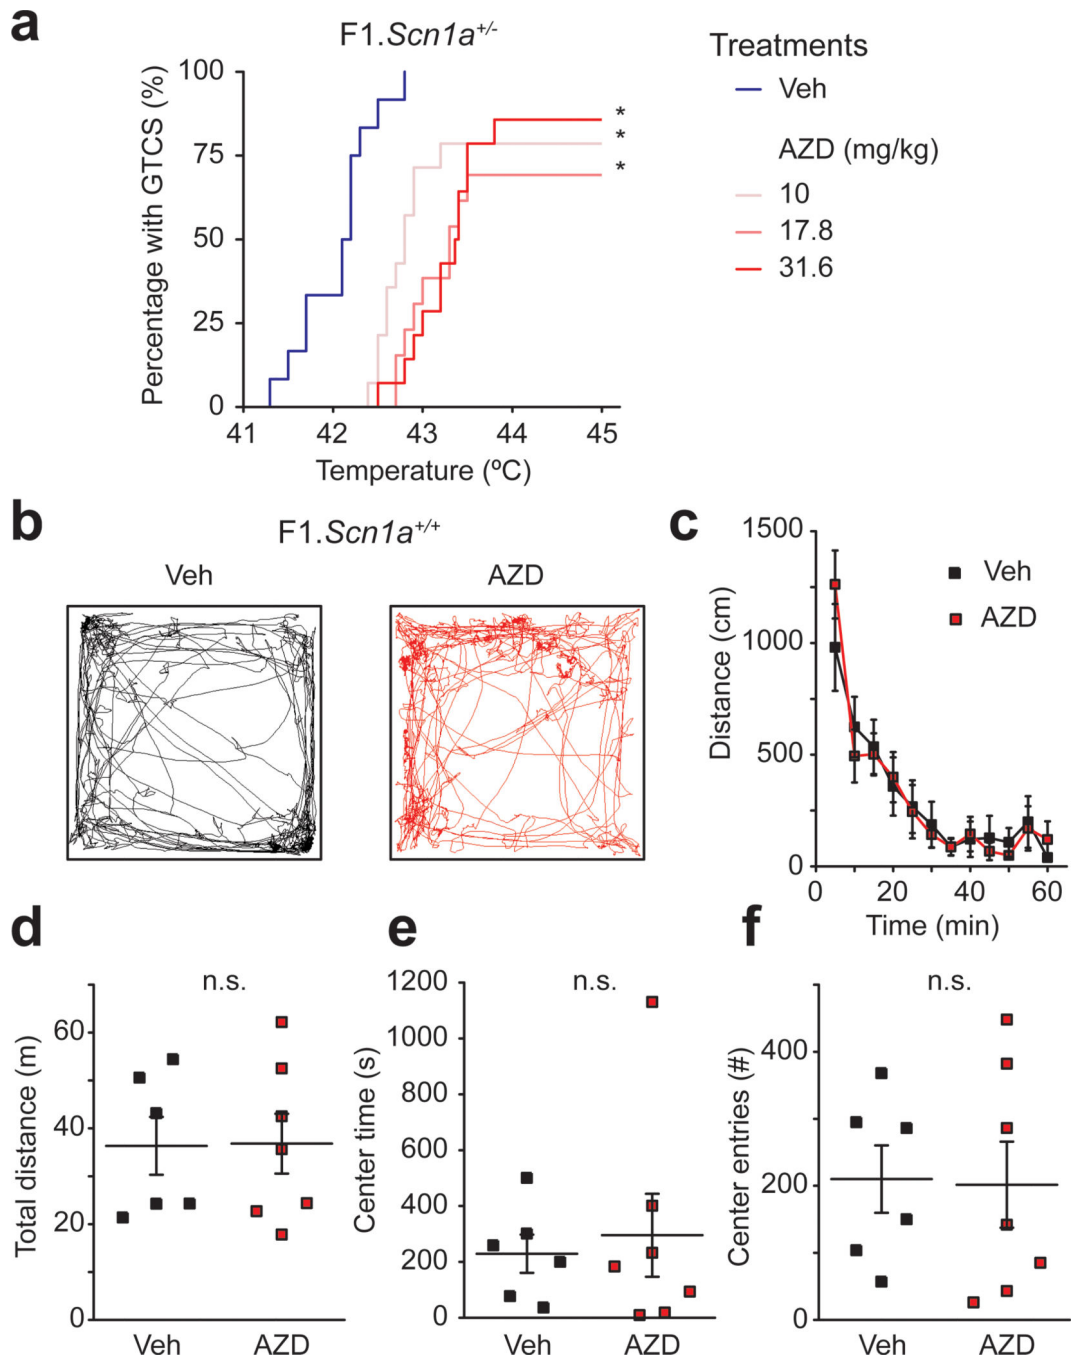 a
F1.Scn1a+/-
Percentage with GTCS (%)
100
75
50
25
0
41 42 43 44 45
Temperature (ºC)
*
*
*
Treatments
Veh
AZD (mg/kg)
10
17.8
31.6
b
F1.Scn1a+/+
Veh AZD
c
Distance (cm)
1500
1000
500
0
0 20 40 60
Time (min)
Veh
AZD
d
n.s.
Total distance (m)
60
40
20
0
Veh AZD
e
n.s.
Center time (s)
1200
1000
800
600
400
200
0
Veh AZD
f
n.s.
Center entries (#)
400
200
0
Veh AZD